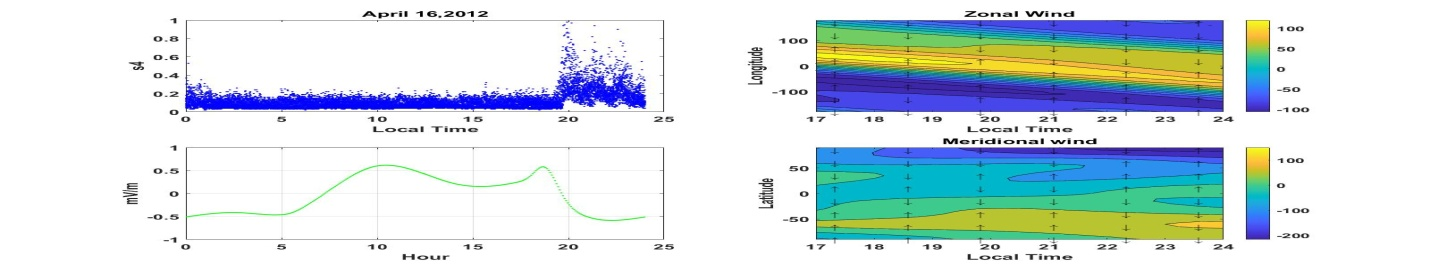 April 16,2012
1
0.8
0.6
0.4
0.2
0
s4
0 5 10 15 20 25
Local Time
1
0.5
0
-0.5
-1
mV/m
0 5 10 15 20 25
Hour
Zonal Wind
100
0
-100
Longitude
17 18 19 20 21 22 23 24
Local Time
100
50
0
-50
-100
Meridional wind
50
0
-50
Latitude
17 18 19 20 21 22 23 24
Local Time
100
0
-100
-200